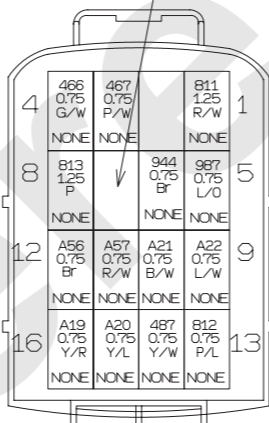 466 467 811
0.75 0.75 1.25
G/W P/W R/W
4 1
NONE NONE NONE
813 944 987
1.25 0.75 0.75
P Br L/O
8 5
NONE NONE NONE
A56 A57 A21 A22
0.75 0.75 0.75 0.75
Br R/W B/W L/W
12 9
NONE NONE NONE NONE
A19 A20 487 812
0.75 0.75 0.75 0.75
Y/R Y/L Y/W P/L
16 13
NONE NONE NONE NONE